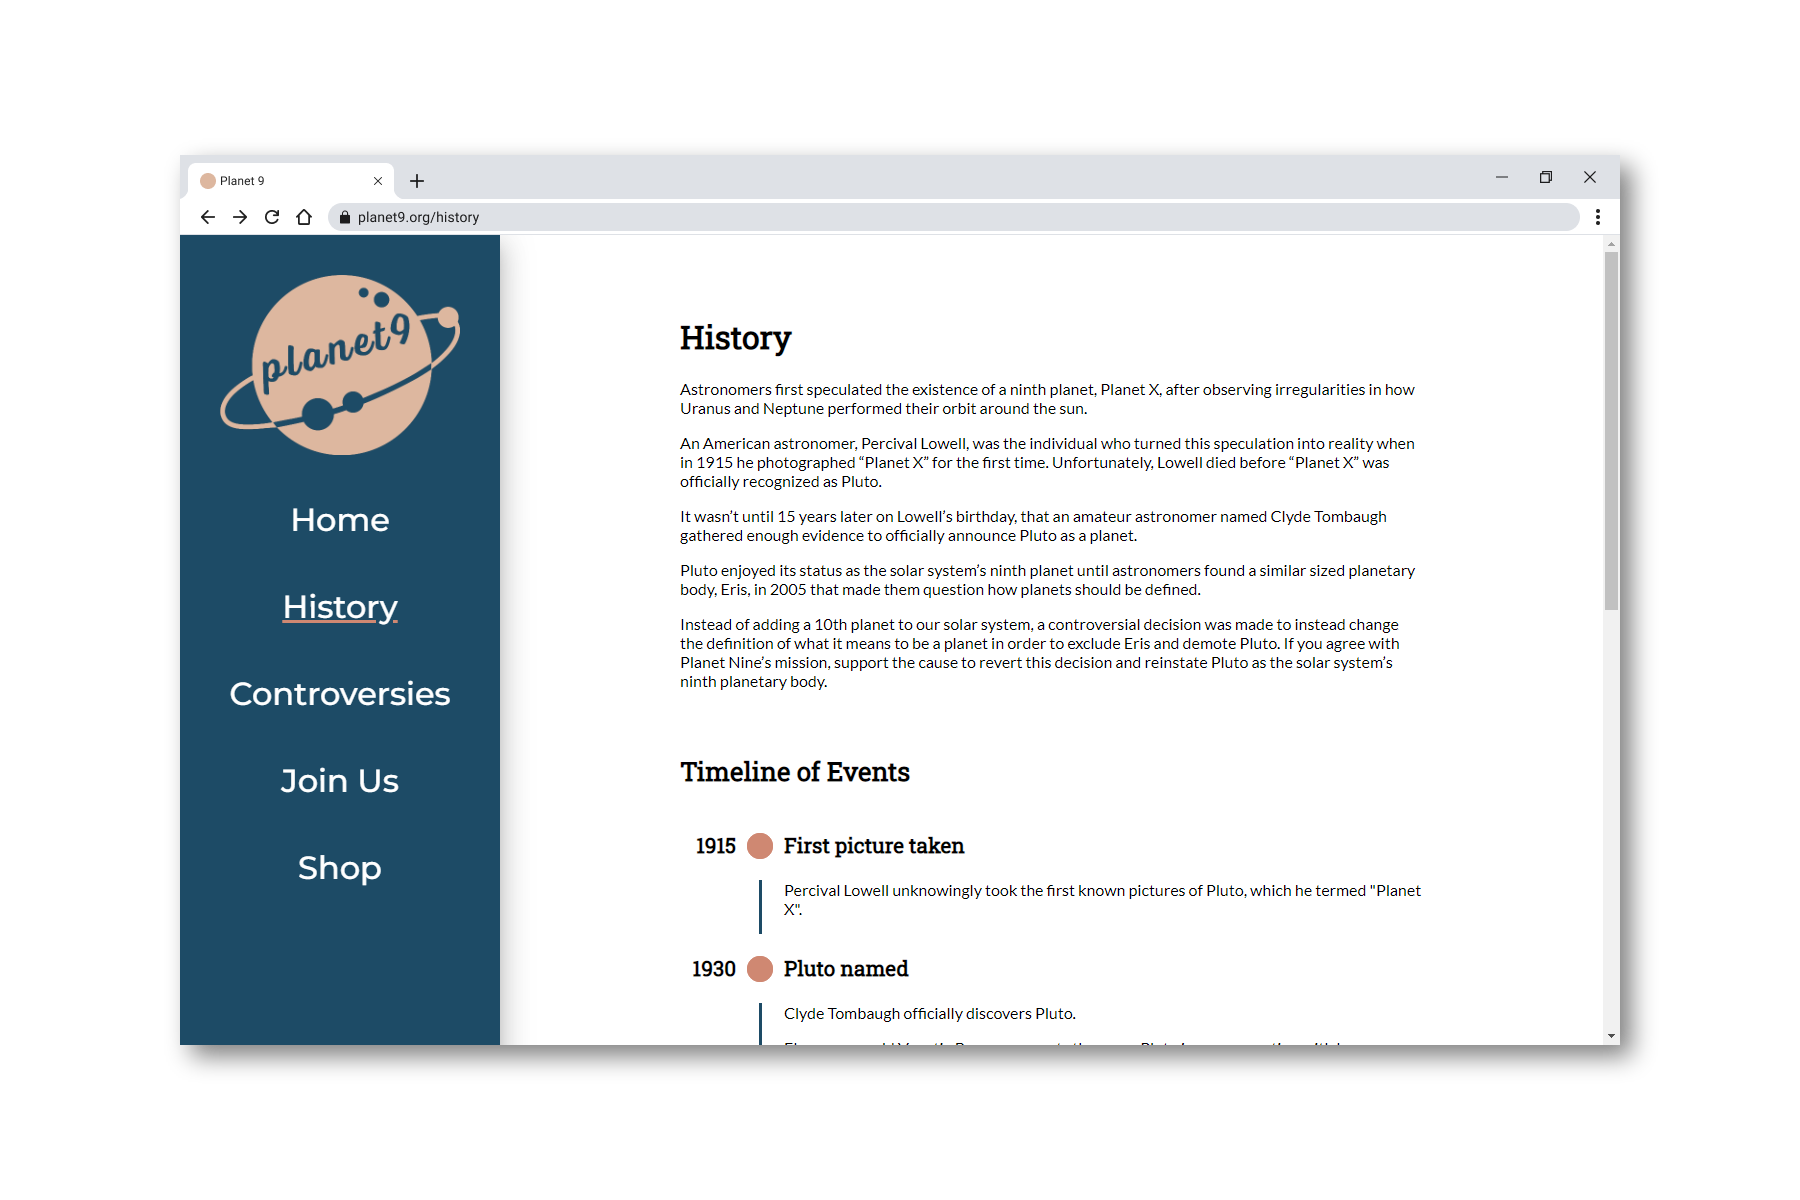 Planet 9
planet9.org/history
planet9
Home
History
Controversies
Join Us
Shop
History
Astronomers first speculated the existence of a ninth planet, Planet X, after observing irregularities in how
Uranus and Neptune performed their orbit around the sun.
An American astronomer, Percival Lowell, was the individual who turned this speculation into reality when
in 1915 he photographed “Planet X” for the first time. Unfortunately, Lowell died before “Planet X” was
officially recognized as Pluto.
It wasn’t until 15 years later on Lowell’s birthday, that an amateur astronomer named Clyde Tombaugh
gathered enough evidence to officially announce Pluto as a planet.
Pluto enjoyed its status as the solar system’s ninth planet until astronomers found a similar sized planetary
body, Eris, in 2005 that made them question how planets should be defined.
Instead of adding a 10th planet to our solar system, a controversial decision was made to instead change
the definition of what it means to be a planet in order to exclude Eris and demote Pluto. If you agree with
Planet Nine’s mission, support the cause to revert this decision and reinstate Pluto as the solar system’s
ninth planetary body.
Timeline of Events
1915 First picture taken
Percival Lowell unknowingly took the first known pictures of Pluto, which he termed "Planet
X".
1930 Pluto named
Clyde Tombaugh officially discovers Pluto.